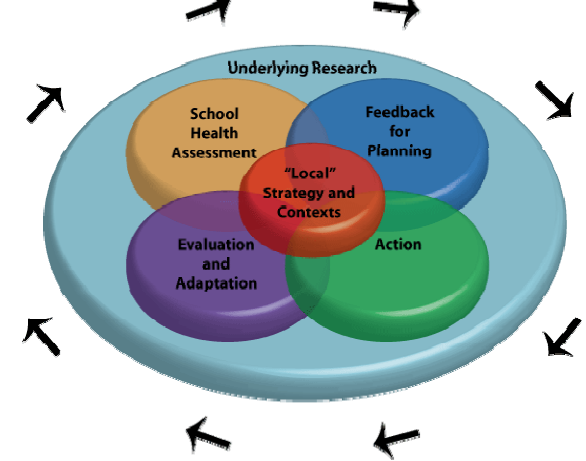 Underlying Research
School
Health
Assessment
Feedback
for
Planning
“Local”
Strategy and
Contexts
Evaluation
and
Adaptation
Action